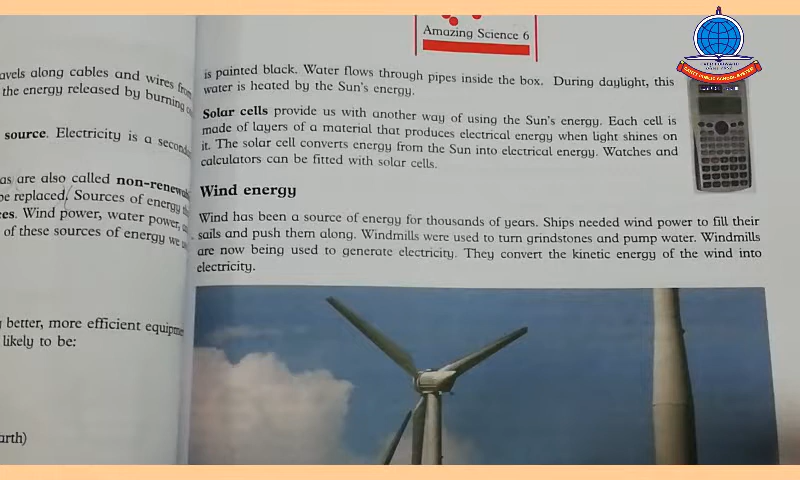 avels along cables and wires from
the energy released by burning
source. Electricity is a
as are also called non-renew
be replaced. Sources of energy
ces. Wind power, water power,
of these sources of energy we
better, more efficient equipme
likely to be:
arth)
Amazing Science 6
is painted black. Water flows through pipes inside the box. During daylight, this
water is heated by the Sun's energy.
Solar cells provide us with another way of using the Sun's energy. Each cell is
made of layers of a material that produces electrical energy when light shines on
it. The solar cell converts energy from the Sun into electrical energy. Watches and
calculators can be fitted with solar cells.
Wind energy
Wind has been a source of energy for thousands of years. Ships needed wind power to fill their
sails and push them along. Windmills were used to turn grindstones and pump water. Windmills
are now being used to generate electricity. They convert the kinetic energy of the wind into
electricity.